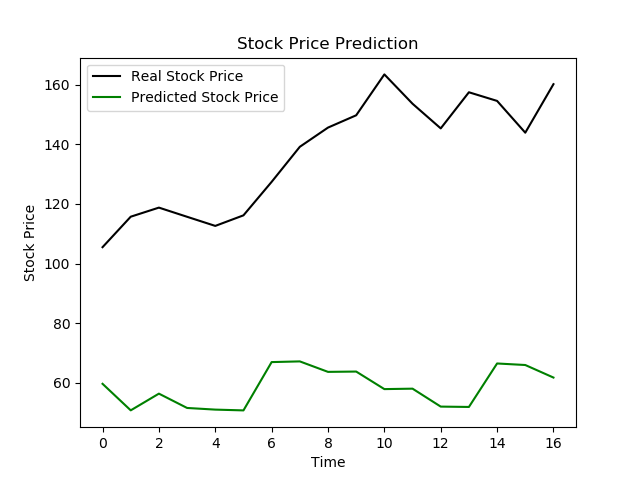 Stock Price Prediction
Real Stock Price
Predicted Stock Price
Stock Price
160
140
120
100
80
60
0 2 4 6 8 10 12 14 16
Time